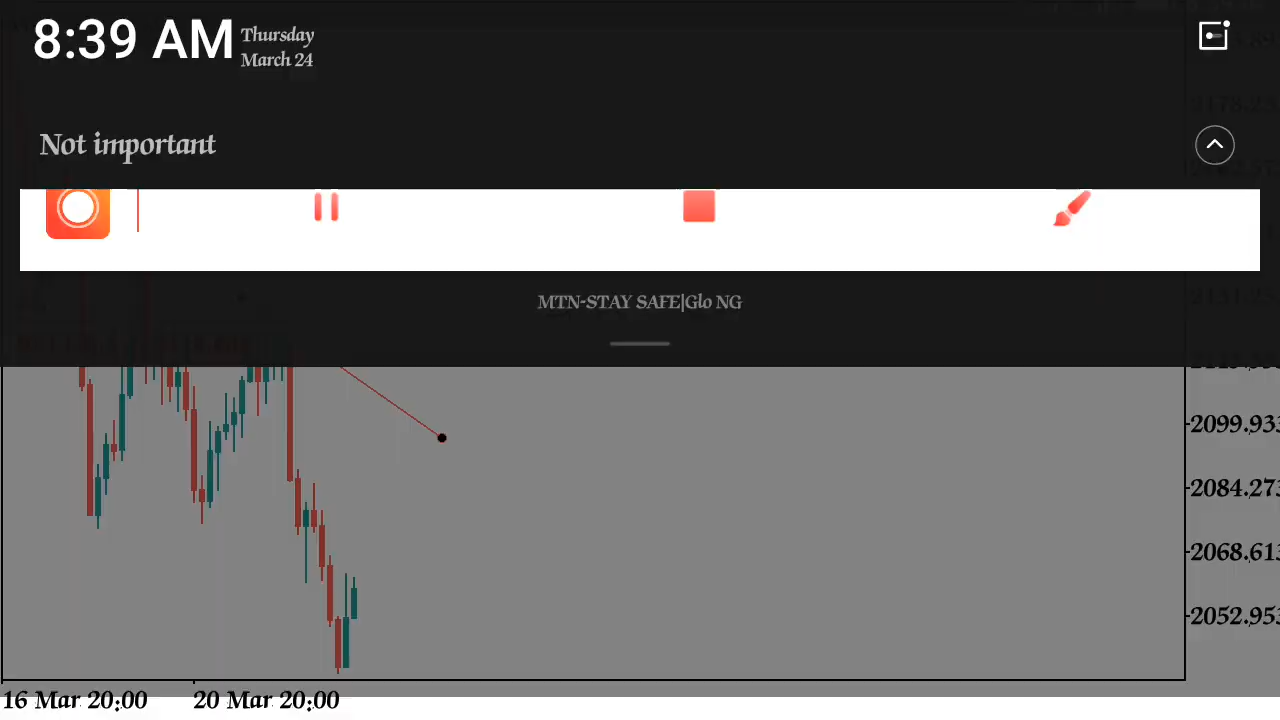 8:39 AM
Thursday
March 24
Not important
MTN-STAY SAFE|Glo NG
2099.933
2084.273
2068.613
2052.953
16 Mar 20:00
20 Mar 20:00